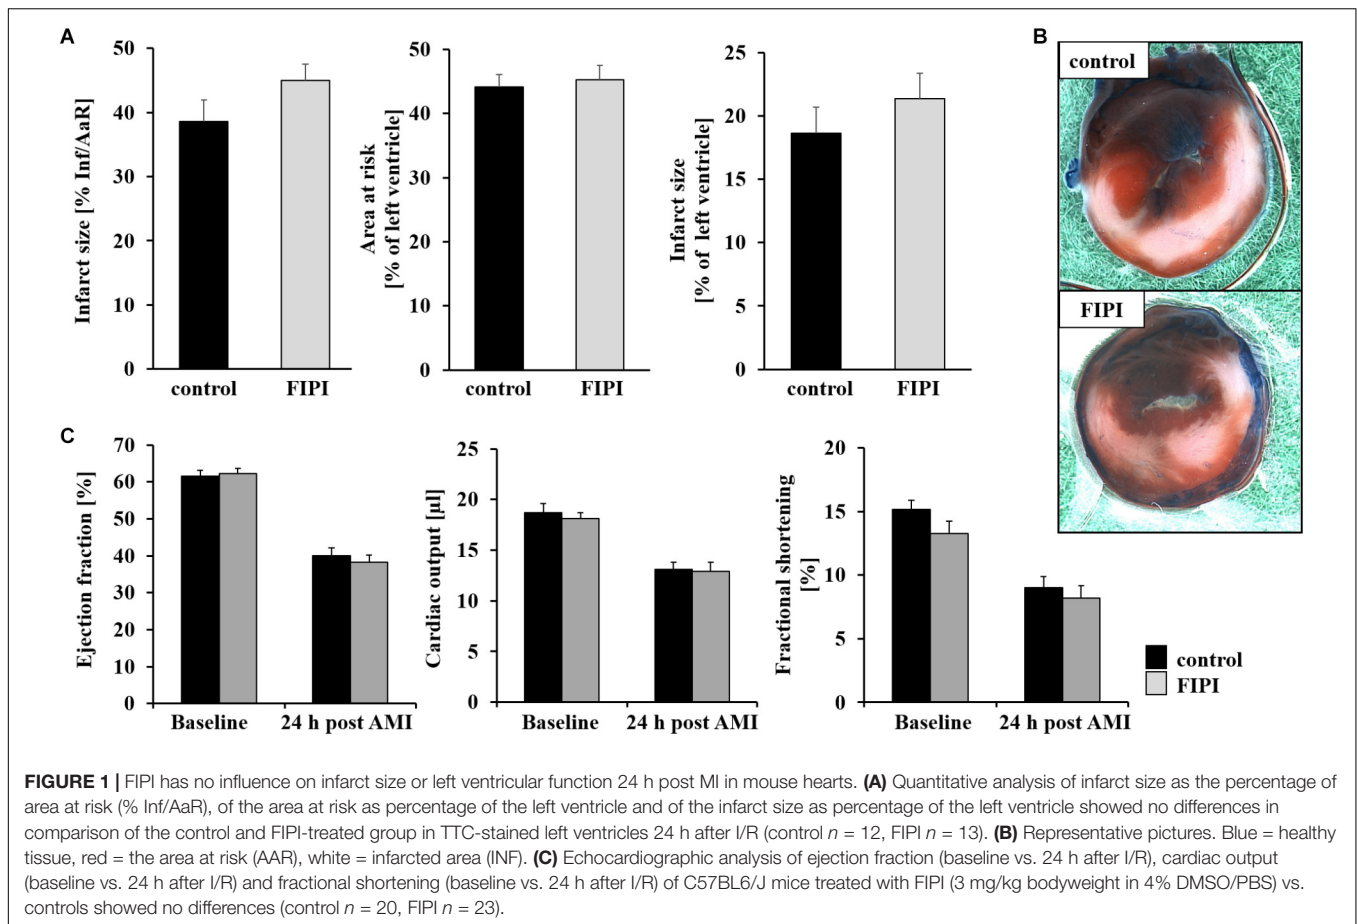 A
50
40
30
20
10
0
Infarct size [% Inf/AaR]
control
FIPI
50
40
30
20
10
0
Area at risk
[% of left ventricle]
control
FIPI
25
20
15
10
5
0
Infarct size
[% of left ventricle]
control
FIPI
B
control
FIPI
C
70
60
50
40
30
20
10
0
Ejection fraction [%]
Baseline
24 h post AMI
25
20
15
10
5
0
Cardiac output [µl]
Baseline
24 h post AMI
20
15
10
5
0
Fractional shortening
[%]
Baseline
24 h post AMI
control
FIPI
FIGURE 1 | FIPI has no influence on infarct size or left ventricular function 24 h post MI in mouse hearts. (A) Quantitative analysis of infarct size as the percentage of
area at risk (% Inf/AaR), of the area at risk as percentage of the left ventricle and of the infarct size as percentage of the left ventricle showed no differences in
comparison of the control and FIPI-treated group in TTC-stained left ventricles 24 h after I/R (control n = 12, FIPI n = 13). (B) Representative pictures. Blue = healthy
tissue, red = the area at risk (AAR), white = infarcted area (INF). (C) Echocardiographic analysis of ejection fraction (baseline vs. 24 h after I/R), cardiac output
(baseline vs. 24 h after I/R) and fractional shortening (baseline vs. 24 h after I/R) of C57BL6/J mice treated with FIPI (3 mg/kg bodyweight in 4% DMSO/PBS) vs.
controls showed no differences (control n = 20, FIPI n = 23).